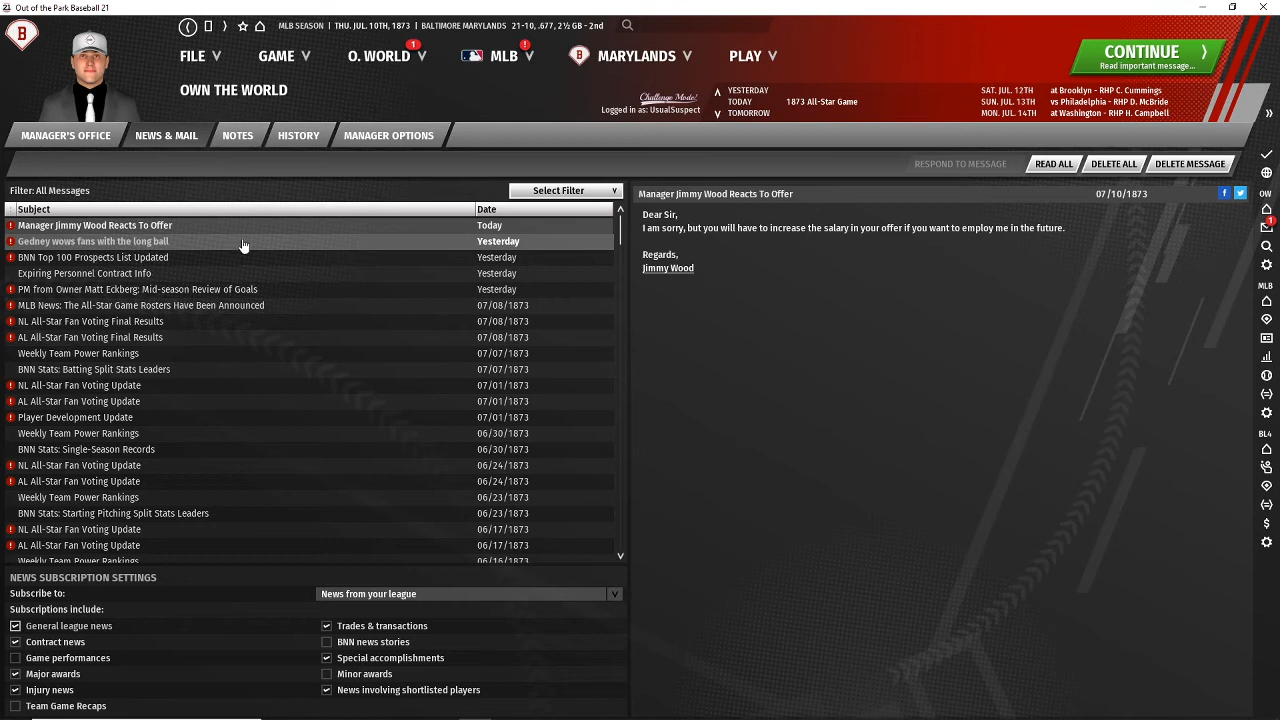 Out of the Park Baseball 21
MLB SEASON | THU. JUL. 10TH, 1873 | BALTIMORE MARYLANDS 21-10, .677, 2½ GB - 2nd
FILE GAME O. WORLD 1 MLB ! MARYLANDS PLAY
CONTINUE
Read important message...
OWN THE WORLD
Challenge Mode!
Logged in as: UsualSuspect
YESTERDAY
TODAY 1873 All-Star Game
TOMORROW
SAT. JUL. 12TH at Brooklyn - RHP C. Cummings
SUN. JUL. 13TH vs Philadelphia - RHP D. McBride
MON. JUL. 14TH at Washington - RHP H. Campbell
MANAGER'S OFFICE NEWS & MAIL NOTES HISTORY MANAGER OPTIONS
RESPOND TO MESSAGE READ ALL DELETE ALL DELETE MESSAGE
Filter: All Messages Select Filter
Subject Date
Manager Jimmy Wood Reacts To Offer Today
Gedney wows fans with the long ball Yesterday
BNN Top 100 Prospects List Updated Yesterday
Expiring Personnel Contract Info Yesterday
PM from Owner Matt Eckberg: Mid-season Review of Goals Yesterday
MLB News: The All-Star Game Rosters Have Been Announced 07/08/1873
NL All-Star Fan Voting Final Results 07/08/1873
AL All-Star Fan Voting Final Results 07/08/1873
Weekly Team Power Rankings 07/07/1873
BNN Stats: Batting Split Stats Leaders 07/07/1873
NL All-Star Fan Voting Update 07/01/1873
AL All-Star Fan Voting Update 07/01/1873
Player Development Update 07/01/1873
Weekly Team Power Rankings 06/30/1873
BNN Stats: Single-Season Records 06/30/1873
NL All-Star Fan Voting Update 06/24/1873
AL All-Star Fan Voting Update 06/24/1873
Weekly Team Power Rankings 06/23/1873
BNN Stats: Starting Pitching Split Stats Leaders 06/23/1873
NL All-Star Fan Voting Update 06/17/1873
AL All-Star Fan Voting Update 06/17/1873
Weekly Team Power Rankings 06/16/1873
Manager Jimmy Wood Reacts To Offer 07/10/1873
Dear Sir,
I am sorry, but you will have to increase the salary in your offer if you want to employ me in the future.
Regards,
Jimmy Wood
NEWS SUBSCRIPTION SETTINGS
Subscribe to: News from your league
Subscriptions include:
General league news Trades & transactions
Contract news BNN news stories
Game performances Special accomplishments
Major awards Minor awards
Injury news News involving shortlisted players
Team Game Recaps
OW
1
MLB
BL4